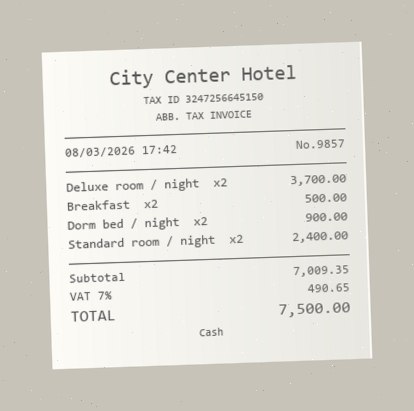 City Center Hotel
TAX ID 3247256645150
ABB. TAX INVOICE
08/03/2026 17:42 No.9857
Deluxe room / night x2 3,700.00
Breakfast x2 500.00
Dorm bed / night x2 900.00
Standard room / night x2 2,400.00
Subtotal 7,009.35
VAT 7% 490.65
TOTAL 7,500.00
Cash